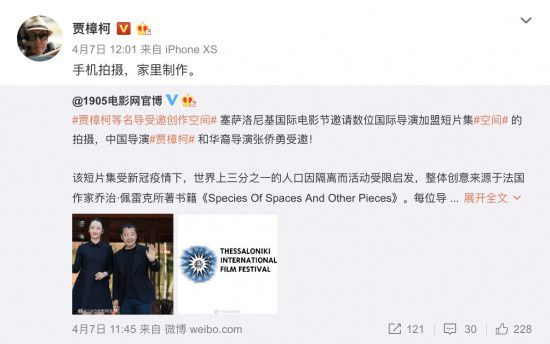 贾樟柯
4月7日 12:01 来自 iPhone XS
手机拍摄，家里制作。
@1905电影网官博
#贾樟柯等名导受邀创作空间# 塞萨洛尼基国际电影节邀请数位国际导演加盟短片集#空间# 的
拍摄，中国导演#贾樟柯# 和华裔导演张侨勇受邀！
该短片集受新冠疫情下，世界上三分之一的人口因隔离而活动受限启发，整体创意来源于法国
作家乔治·佩雷克所著书籍《Species Of Spaces And Other Pieces》。每位导 ... 展开全文
THESSALONIKI
INTERNATIONAL
FILM FESTIVAL
4月7日 11:45 来自 微博 weibo.com
121
30
228